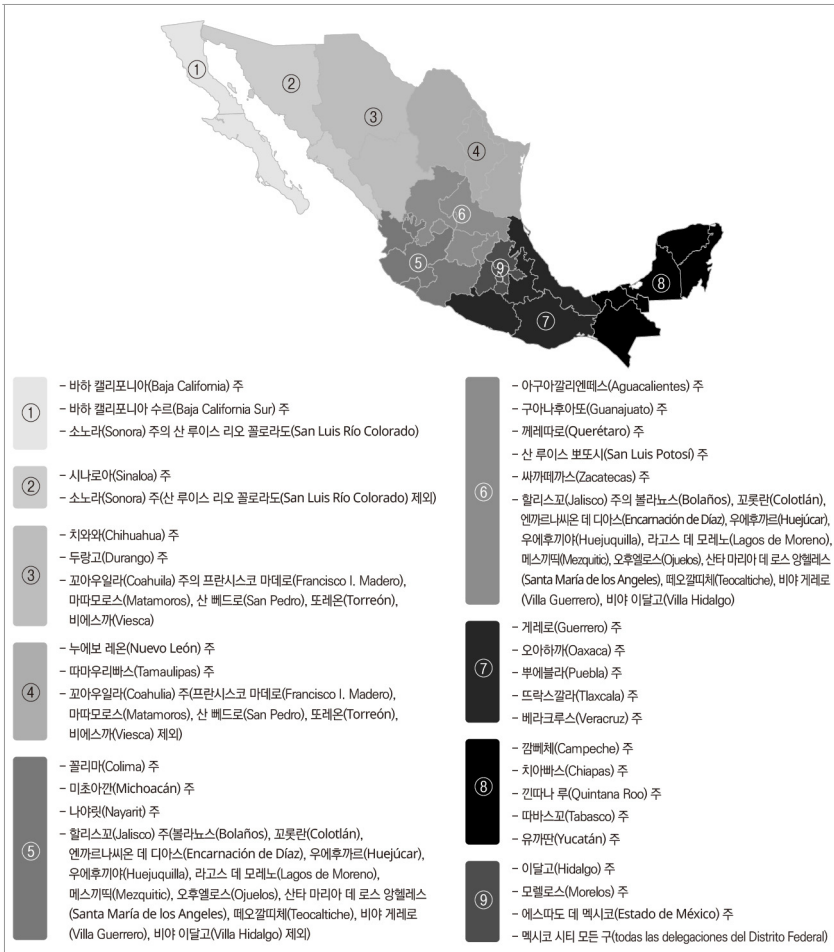 ①
②
③
④
⑥
⑤
⑨
⑧
⑦
①
– 바하 캘리포니아(Baja California) 주
– 바하 캘리포니아 수르(Baja California Sur) 주
– 소노라(Sonora) 주의 산 루이스 리오 꼴로라도(San Luis Río Colorado)
②
– 시나로아(Sinaloa) 주
– 소노라(Sonora) 주(산 루이스 리오 꼴로라도(San Luis Río Colorado) 제외)
③
– 치와와(Chihuahua) 주
– 두랑고(Durango) 주
– 꼬아우일라(Coahuila) 주의 프란시스코 마데로(Francisco I. Madero),
마따모로스(Matamoros), 산 뻬드로(San Pedro), 또레온(Torreón),
비에스까(Viesca)
④
– 누에보 레온(Nuevo León) 주
– 따마우리빠스(Tamaulipas) 주
– 꼬아우일라(Coahulia) 주(프란시스코 마데로(Francisco I. Madero),
마따모로스(Matamoros), 산 뻬드로(San Pedro), 또레온(Torreón),
비에스까(Viesca) 제외)
⑤
– 꼴리마(Colima) 주
– 미초아깐(Michoacán) 주
– 나야릿(Nayarit) 주
– 할리스꼬(Jalisco) 주(볼라뇨스(Bolaños), 꼬롯란(Colotlán),
엔까르나씨온 데 디아스(Encarnación de Díaz), 우에후까르(Huejúcar),
우에후끼야(Huejuquilla), 라고스 데 모레노(Lagos de Moreno),
메스끼띡(Mezquitic), 오후엘로스(Ojuelos), 산타 마리아 데 로스 앙헬레스
(Santa María de los Angeles), 떼오깔띠체(Teocaltiche), 비야 게레로
(Villa Guerrero), 비야 이달고(Villa Hidalgo) 제외)
⑥
– 아구아깔리엔떼스(Aguacalientes) 주
– 구아나후아또(Guanajuato) 주
– 께레따로(Querétaro) 주
– 산 루이스 뽀또시(San Luis Potosí) 주
– 싸까떼까스(Zacatecas) 주
– 할리스꼬(Jalisco) 주의 볼라뇨스(Bolaños), 꼬롯란(Colotlán),
엔까르나씨온 데 디아스(Encarnación de Díaz), 우에후까르(Huejúcar),
우에후끼야(Huejuquilla), 라고스 데 모레노(Lagos de Moreno),
메스끼띡(Mezquitic), 오후엘로스(Ojuelos), 산타 마리아 데 로스 앙헬레스
(Santa María de los Angeles), 떼오깔띠체(Teocaltiche), 비야 게레로
(Villa Guerrero), 비야 이달고(Villa Hidalgo)
⑦
– 게레로(Guerrero) 주
– 오아하까(Oaxaca) 주
– 뿌에블라(Puebla) 주
– 뜨락스깔라(Tlaxcala) 주
– 베라크루스(Veracruz) 주
⑧
– 깜뻬체(Campeche) 주
– 치아빠스(Chiapas) 주
– 낀따나 루(Quintana Roo) 주
– 따바스꼬(Tabasco) 주
– 유까딴(Yucatán) 주
⑨
– 이달고(Hidalgo) 주
– 모렐로스(Morelos) 주
– 에스따도 데 멕시코(Estado de México) 주
– 멕시코 시티 모든 구(todas las delegaciones del Distrito Federal)